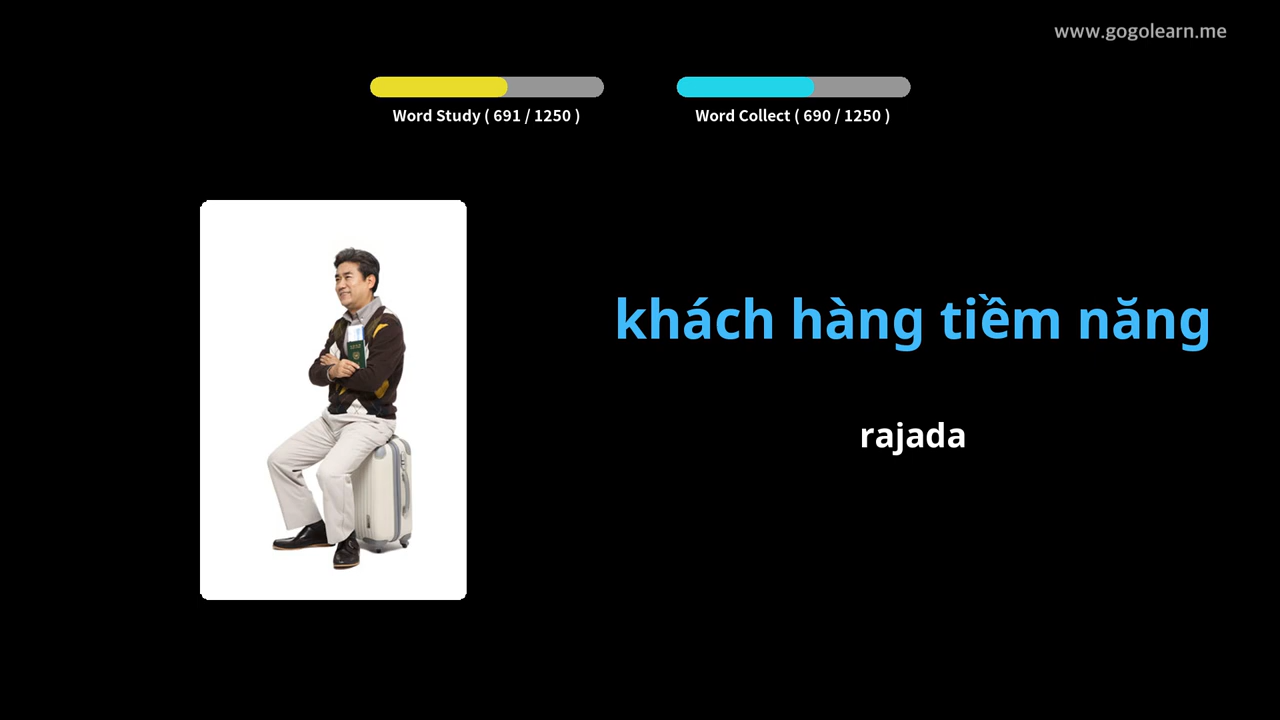 www.gogolearn.me
Word Study ( 691 / 1250 )
Word Collect ( 690 / 1250 )
khách hàng tiềm năng
rajada